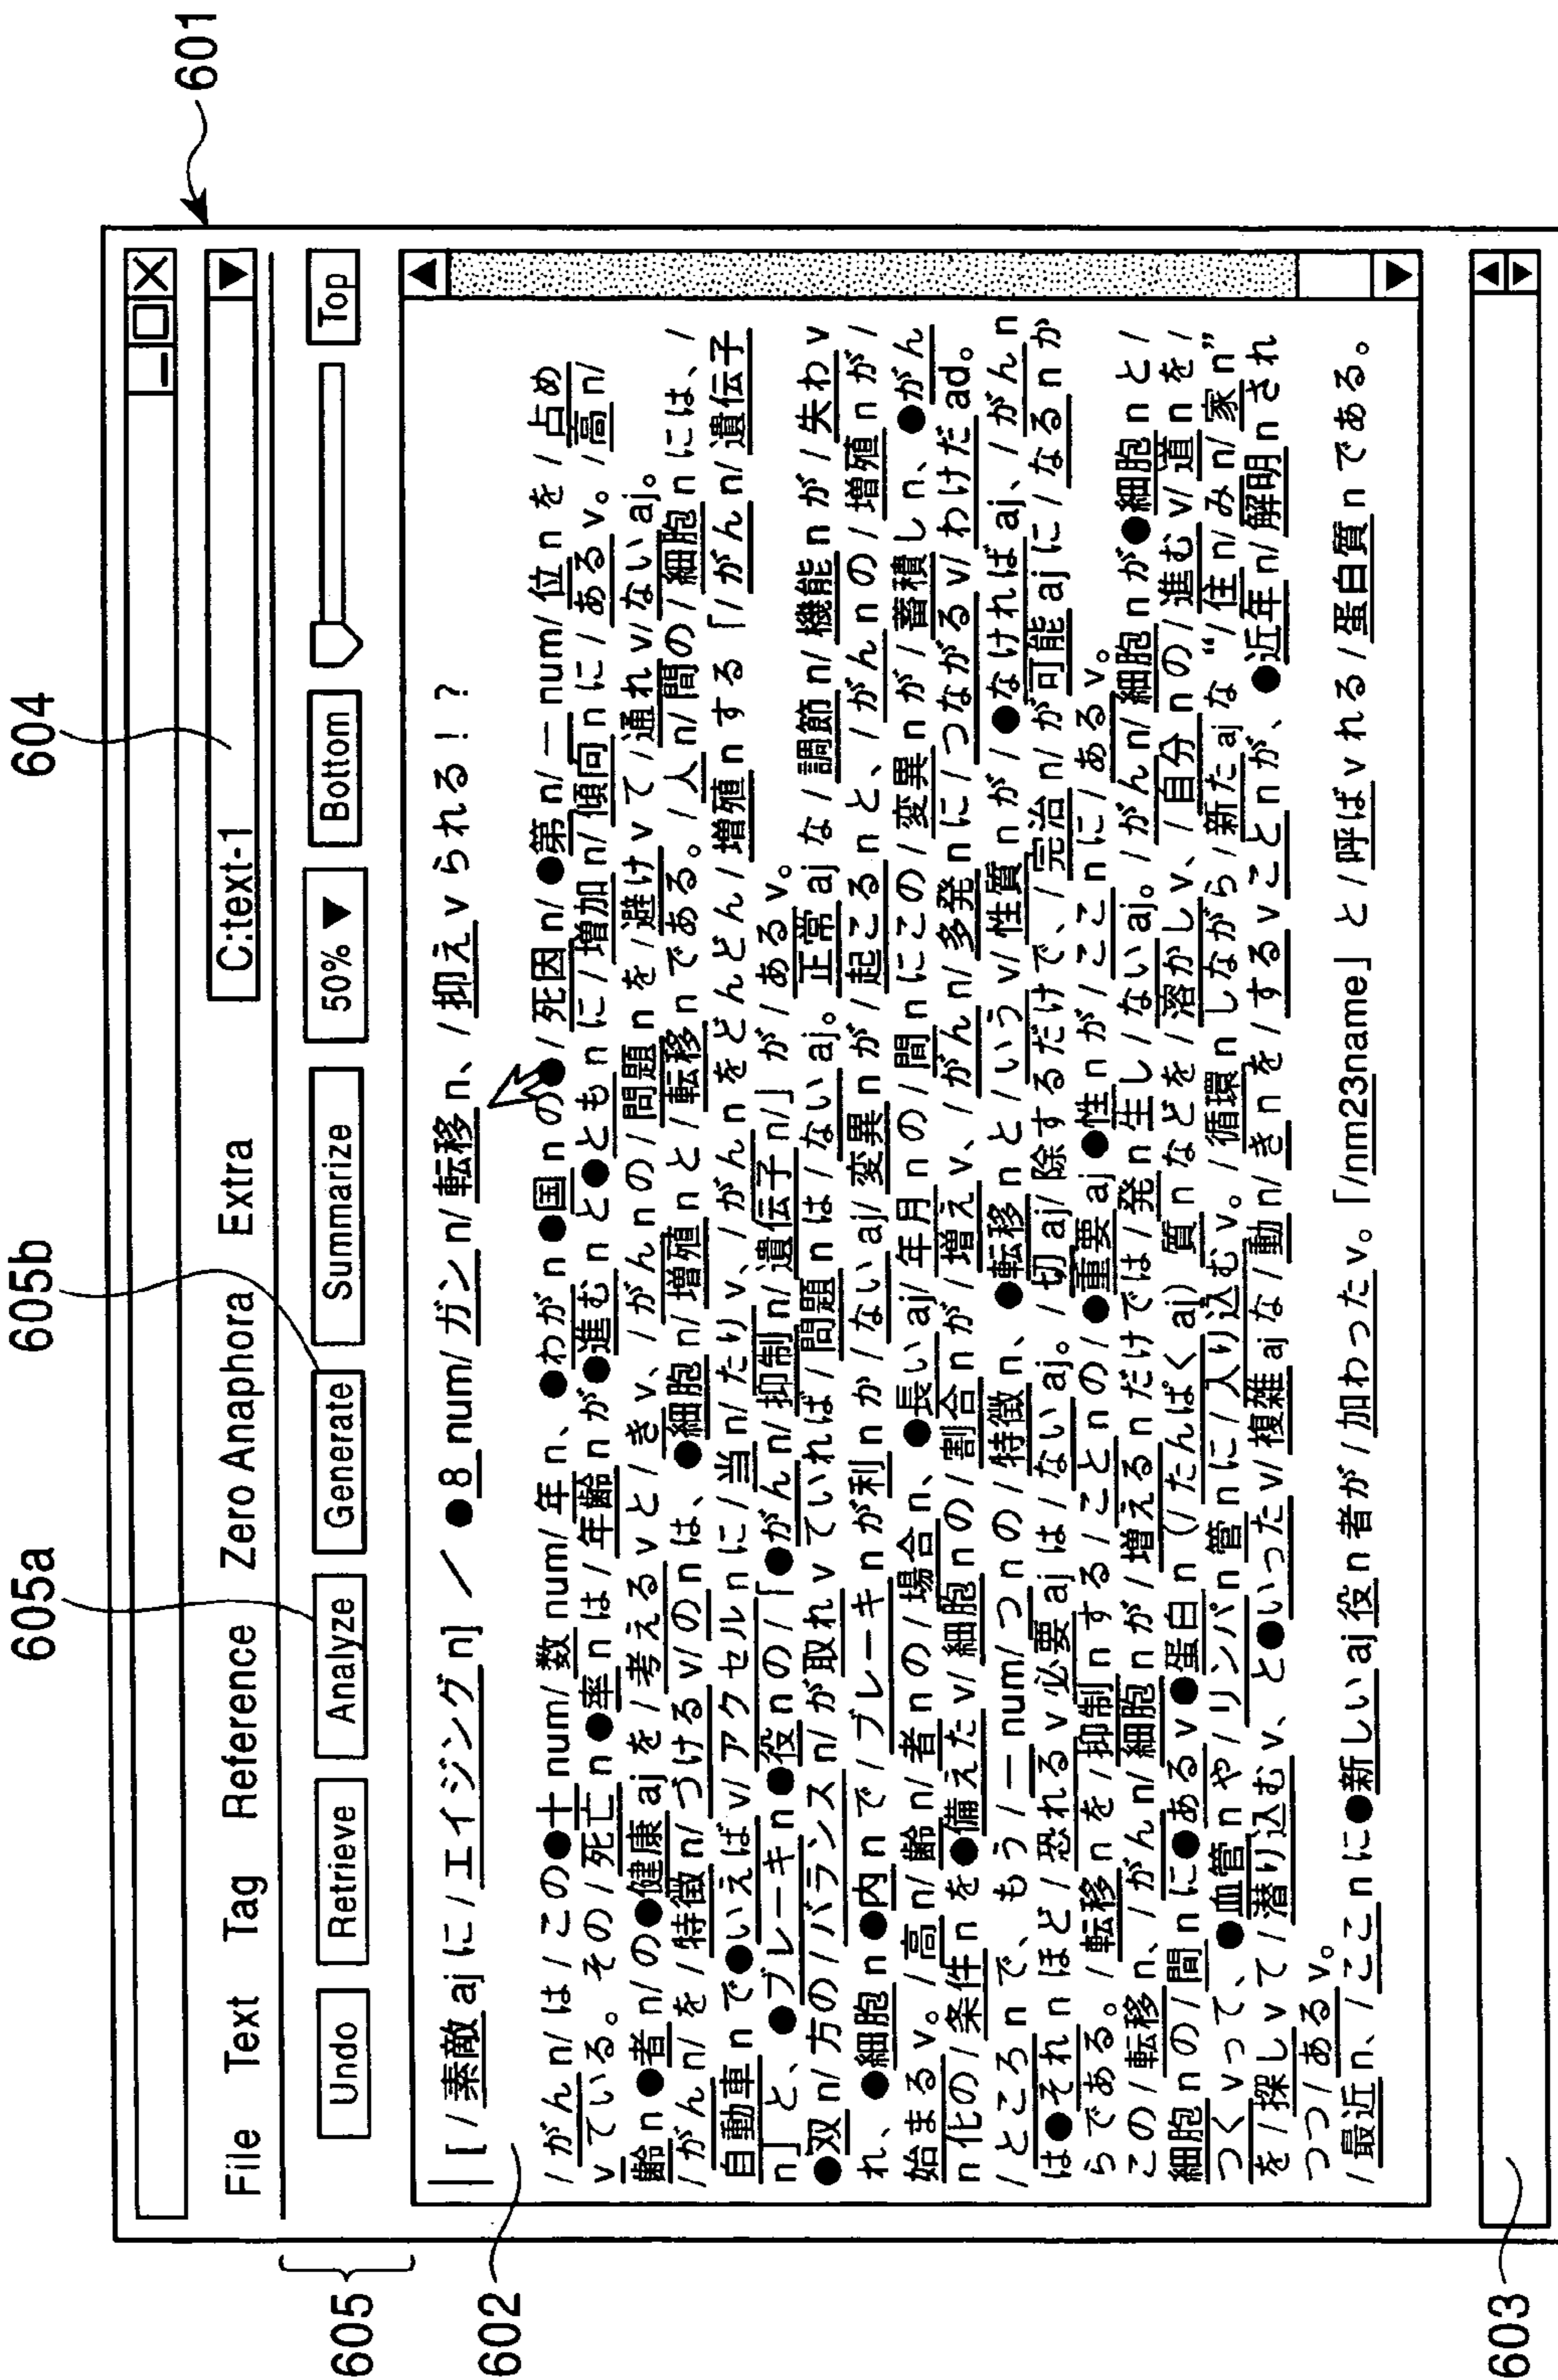 601
604
605b
605a
C:text-1
File Text Tag Reference Zero Anaphora Extra
Undo Retrieve Analyze Generate Summarize 50% ▼ Bottom Top
605
602
[ /素敵 aj に /エイジング n] ／ ●8 num/ガン n/転移 n、/抑え v られる！？
/がん n/ は /この ●十 num/数 num/年 n、●わが n ●国 n の ●/死因 n/ ●第 n/一 num/位 n を /占め
v ている。その /死亡 n ●率 n は /年齢 n が ●進む n と ●とも n に /増加 n/傾向 n に /ある v。/高 n/
齢 n ●者 n/ の ●健康 aj を /考える v と /き v、/がん n の /問題 n を /避け v て /通れ v/ない aj。
/がん n/ を /特徴 n/づける v/の n は、●細胞 n/増殖 n と /転移 n である。/人 n/間 の /細胞 n には、/
自動車 n で ●いえば v/アクセル n に /当 n/たり v、/がん n をどんどん /増殖 n する「/がん n/遺伝子
n」と、●ブレーキ n ●役 n の /「●がん n/抑制 n/遺伝子 n/」が /ある v。
●双 n/方 の /バランス n/ が取れ v ていれば /問題 n は /ない aj。正常 aj な /調節 n/機能 n が /失わ v
れ、●細胞 n ●内 n で /ブレーキ n が利 n か /ない aj/変異 n が /起こる n と、/がん n の /増殖 n が /
始まる v。/高 n/齢 n/者 n の /場合 n、●長い aj/年月 n の /間 n にこの /変異 n が /蓄積し n、●がん
n 化の /条件 n を ●備えた v/細胞 n の /割合 n が /増え v、/がん n/多発 n に /つながる v/わけだ ad。
/ところ n で、もう /一 num/つ n の /特徴 n、●転移 n と /いう v/性質 n が /●なければ aj、/がん n
は ●それ n ほど /恐れる v 必要 aj は /ない aj。/切 aj/除するだけで、/完治 n/が可能 aj に /なる n か
らである。/転移 n を /抑制 n する /こと n の /●重要 aj ●性 n が /ここ n に /ある v。
この /転移 n、/がん n/細胞 n が /増える n だけでは /発 n 生し /ない aj。/がん n/細胞 n が ●細胞 n と /
細胞 n の /間 n に ●ある v ●蛋白 n (/たんぱく aj) 質 n などを /溶かし v、/自分 n の /進む v/道 n を /
つく v って、●血管 n や /リンパ n 管 n に /入り込む v。/循環 n しながら /新たaj な “/住 n/み n/家 n”
を /探し v て /潜り込む v、と ●いった v/複雑 aj な /動 n/き n を /する v こと n が、●近年 n/解明 n され
つつ /ある v。
/最近 n、/ここ n に ●新しい aj 役 n 者が /加わった v。「/nm23name」と /呼ば v れる /蛋白質 n である。
603